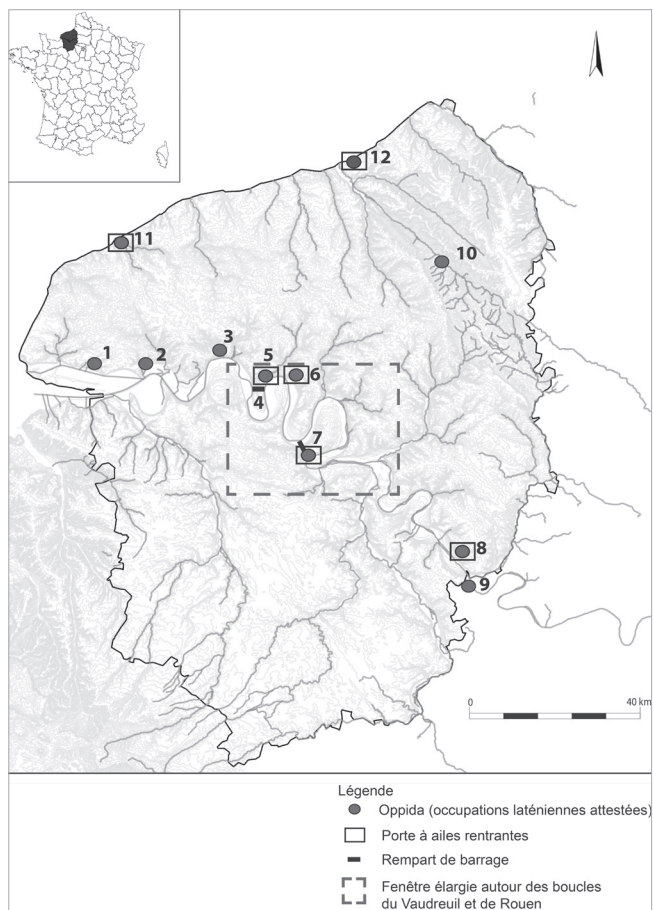 12
11
10
1
2
3
5
6
4
7
8
9
0 40 km
Légende
Oppida (occupations laténiennes attestées)
Porte à ailes rentrantes
Rempart de barrage
Fenêtre élargie autour des boucles
du Vaudreuil et de Rouen